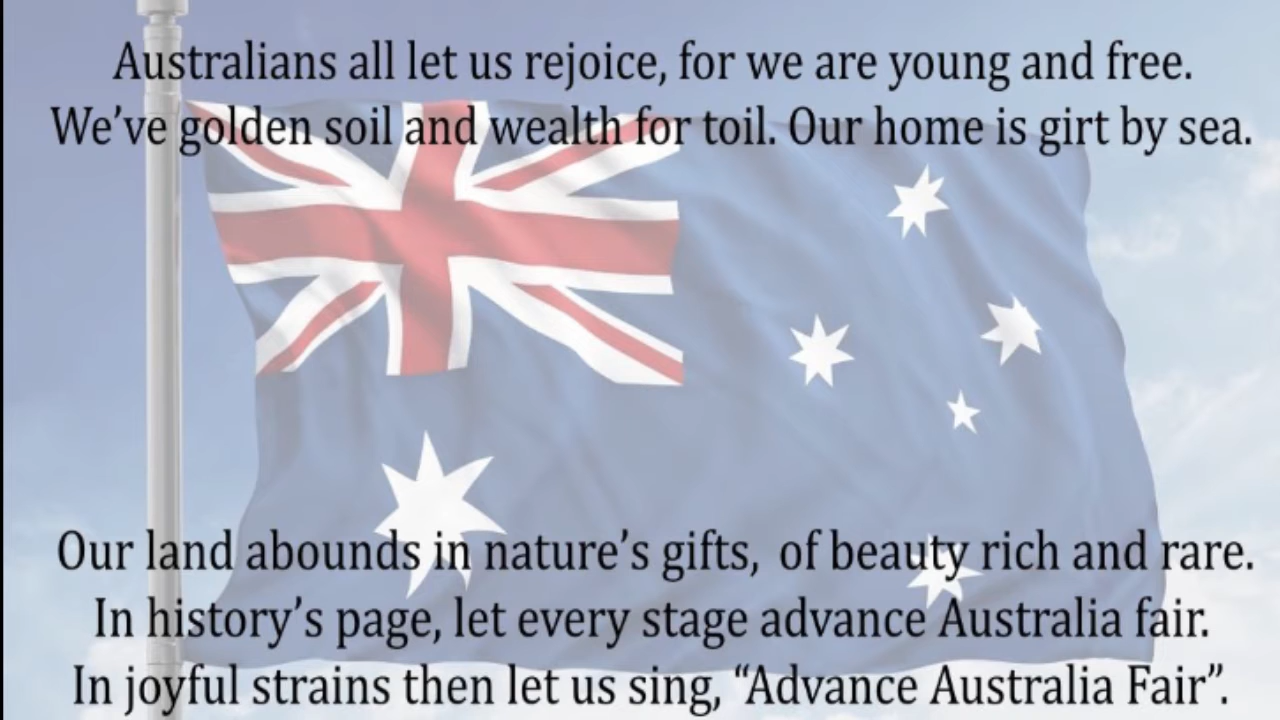 Australians all let us rejoice, for we are young and free.
We’ve golden soil and wealth for toil. Our home is girt by sea.
Our land abounds in nature’s gifts, of beauty rich and rare.
In history’s page, let every stage advance Australia fair.
In joyful strains then let us sing, “Advance Australia Fair”.